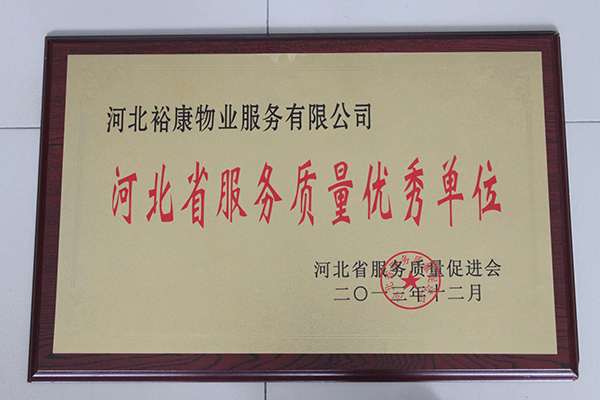 河北裕康物业服务有限公司
河北省服务质量优秀单位
河北省服务质量促进会
二〇一二年十二月